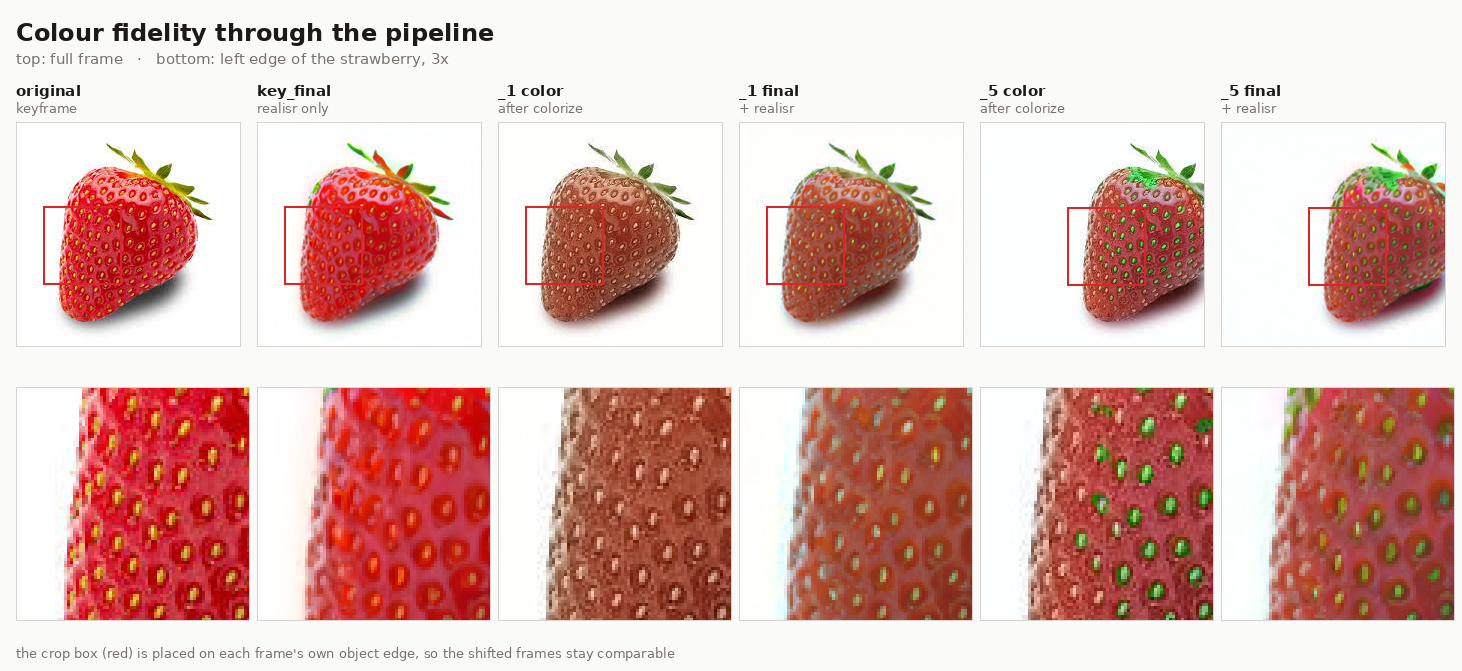 Colour fidelity through the pipeline
top: full frame · bottom: left edge of the strawberry, 3x
original
keyframe
key_final
realisr only
_1 color
after colorize
_1 final
+ realisr
_5 color
after colorize
_5 final
+ realisr
the crop box (red) is placed on each frame's own object edge, so the shifted frames stay comparable